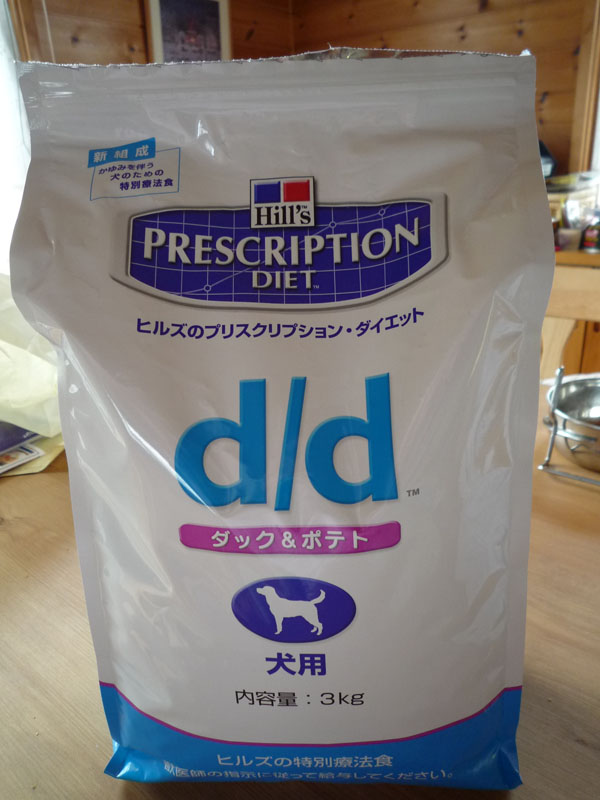 新組成
かゆみを伴う
犬のための
特別療法食
Hill's
PRESCRIPTION
DIET™
ヒルズのプリスクリプション・ダイエット
d/d™
ダック&ポテト
犬用
内容量：3kg
ヒルズの特別療法食
獣医師の指示に従って給与してください。